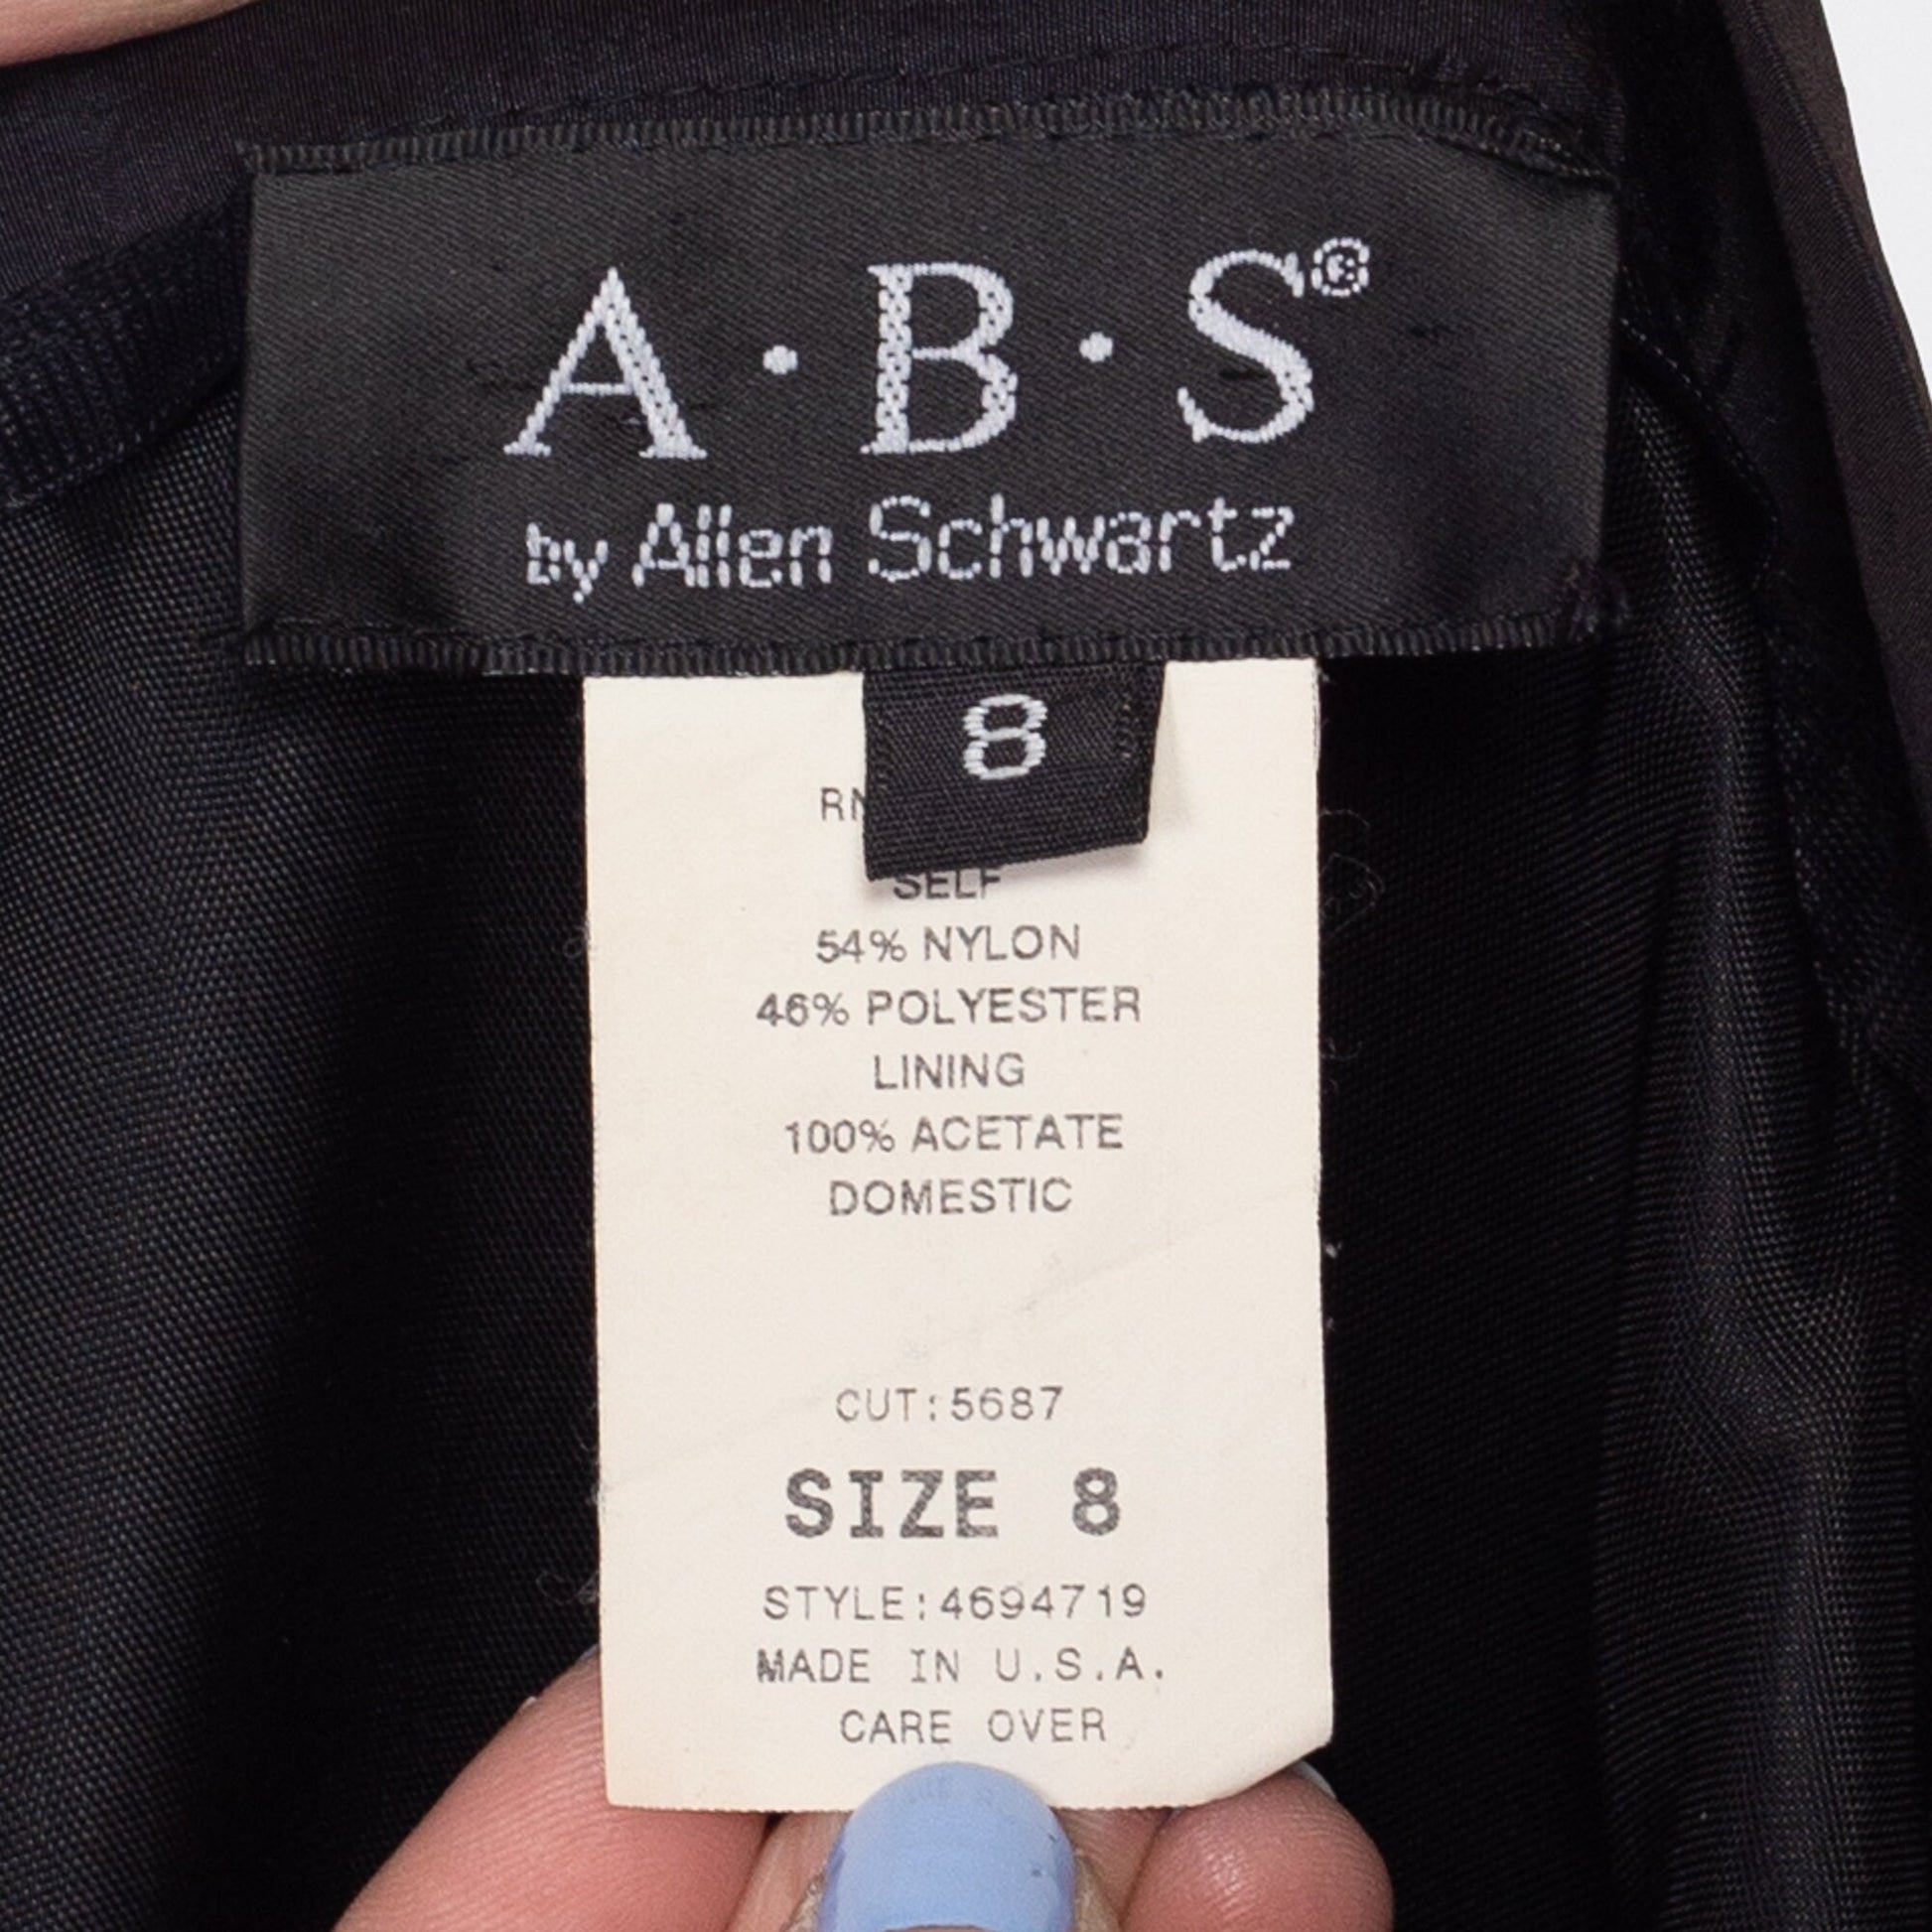 A·B·S®
by Allen Schwartz
8
SELF
54% NYLON
46% POLYESTER
LINING
100% ACETATE
DOMESTIC
CUT:5687
SIZE 8
STYLE:4694719
MADE IN U.S.A.
CARE OVER